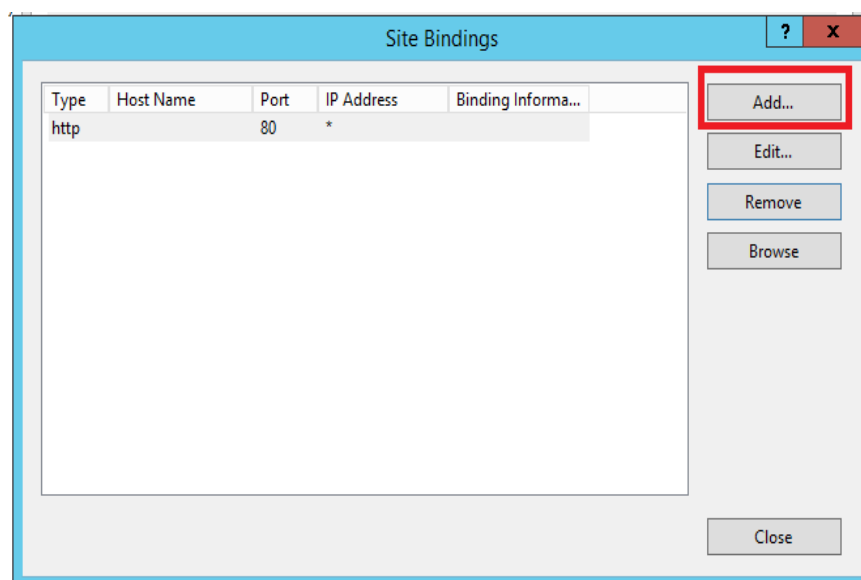 Site Bindings
? x
Type Host Name Port IP Address Binding Informa...
http 80 *
Add...
Edit...
Remove
Browse
Close